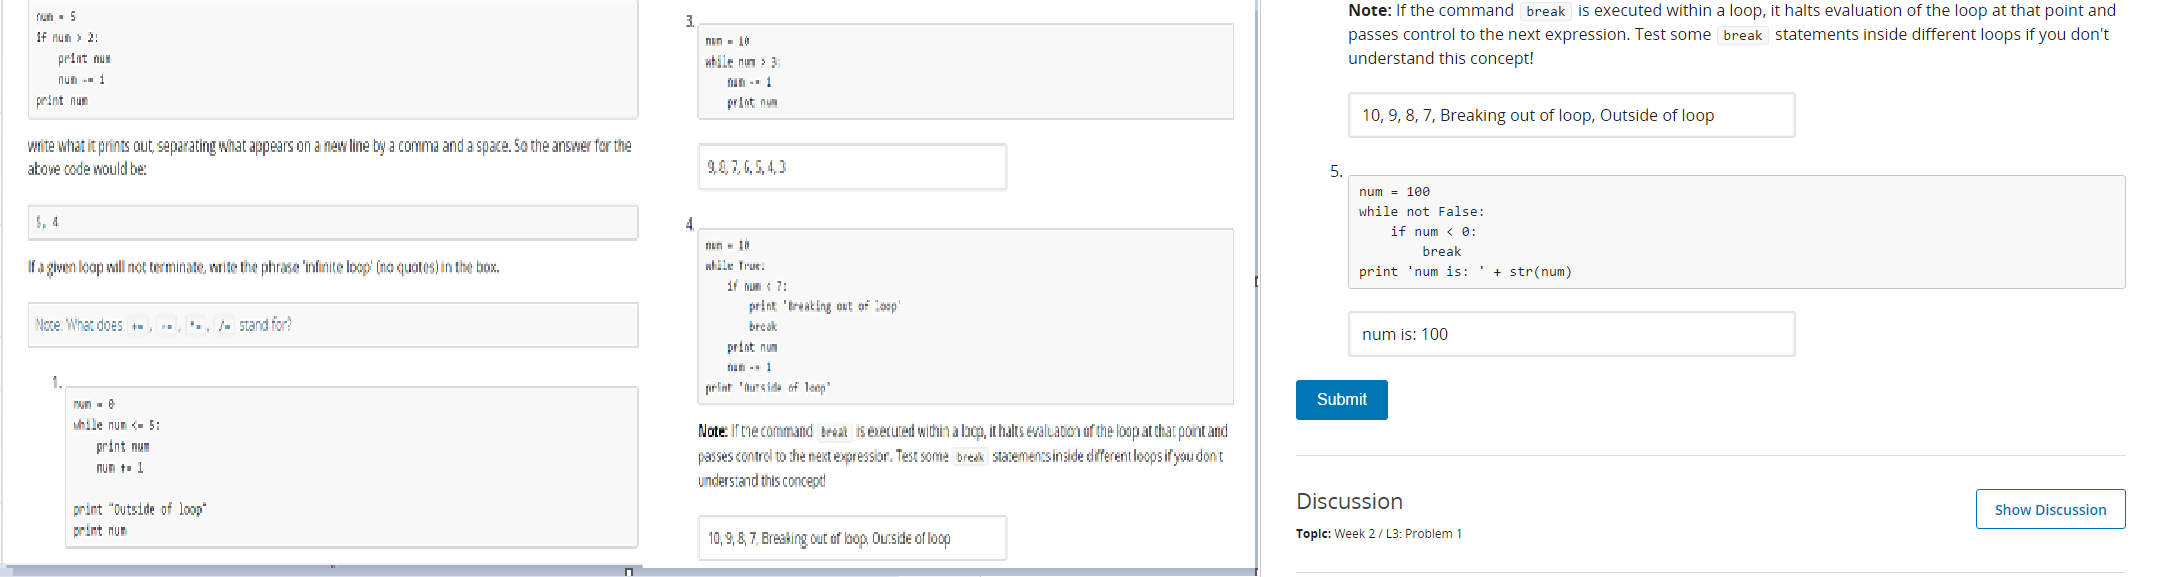 num = 5
if num > 2:
print num
num -= 1
print num
write what it prints out, separating what appears on a new line by a comma and a space. So the answer for the
above code would be:
5, 4
If a given loop will not terminate, write the phrase 'infinite loop' (no quotes) in the box.
Note: What does += , -= , *= , /= stand for?
1.
num = 0
while num <= 5:
print num
num += 1
print "Outside of loop"
print num
3.
num = 10
while num > 3:
num -= 1
print num
9, 8, 7, 6, 5, 4, 3
4.
num = 10
while True:
if num < 7:
print 'Breaking out of loop'
break
print num
num -= 1
print 'Outside of loop'
Note: If the command break is executed within a loop, it halts evaluation of the loop at that point and
passes control to the next expression. Test some break statements inside different loops if you don't
understand this concept!
10, 9, 8, 7, Breaking out of loop, Outside of loop
Note: If the command break is executed within a loop, it halts evaluation of the loop at that point and
passes control to the next expression. Test some break statements inside different loops if you don't
understand this concept!
10, 9, 8, 7, Breaking out of loop, Outside of loop
5.
num = 100
while not False:
if num < 0:
break
print 'num is: ' + str(num)
num is: 100
Submit
Discussion
Topic: Week 2 / L3: Problem 1
Show Discussion